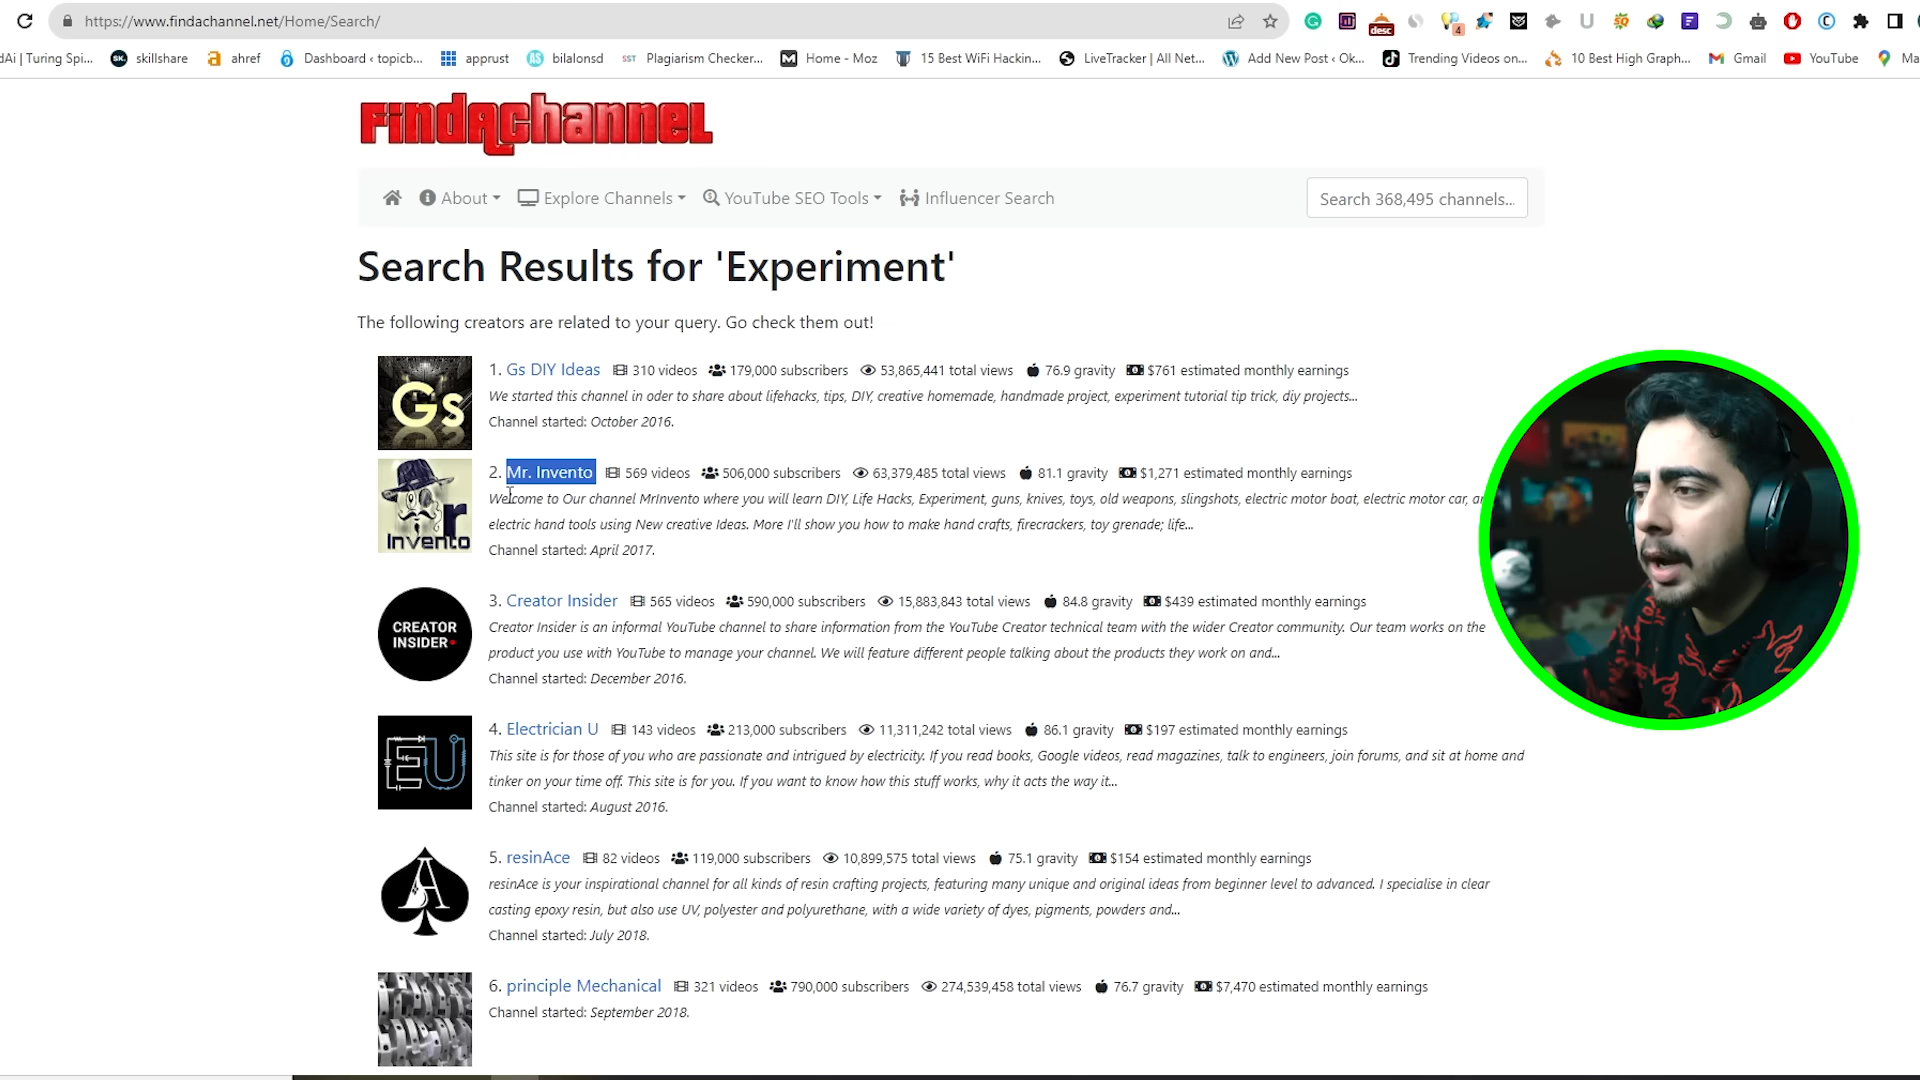 https://www.findachannel.net/Home/Search/
desc
4
dAi | Turing Spi...
SK. skillshare
a ahref
Dashboard ‹ topicb...
apprust
AS bilalonsd
SST Plagiarism Checker...
M Home - Moz
15 Best WiFi Hackin...
LiveTracker | All Net...
Add New Post ‹ Ok...
Trending Videos on...
10 Best High Graph...
Gmail
YouTube
Ma
FindAChannel
About
Explore Channels
YouTube SEO Tools
Influencer Search
Search 368,495 channels...
Search Results for 'Experiment'
The following creators are related to your query. Go check them out!
Gs
1. Gs DIY Ideas 310 videos 179,000 subscribers 53,865,441 total views 76.9 gravity $761 estimated monthly earnings
We started this channel in oder to share about lifehacks, tips, DIY, creative homemade, handmade project, experiment tutorial tip trick, diy projects...
Channel started: October 2016.
r
Invento
2. Mr. Invento 569 videos 506,000 subscribers 63,379,485 total views 81.1 gravity $1,271 estimated monthly earnings
Welcome to Our channel MrInvento where you will learn DIY, Life Hacks, Experiment, guns, knives, toys, old weapons, slingshots, electric motor boat, electric motor car,
electric hand tools using New creative Ideas. More I'll show you how to make hand crafts, firecrackers, toy grenade; life...
Channel started: April 2017.
CREATOR
INSIDER
3. Creator Insider 565 videos 590,000 subscribers 15,883,843 total views 84.8 gravity $439 estimated monthly earnings
Creator Insider is an informal YouTube channel to share information from the YouTube Creator technical team with the wider Creator community. Our team works on the
product you use with YouTube to manage your channel. We will feature different people talking about the products they work on and...
Channel started: December 2016.
EU
4. Electrician U 143 videos 213,000 subscribers 11,311,242 total views 86.1 gravity $197 estimated monthly earnings
This site is for those of you who are passionate and intrigued by electricity. If you read books, Google videos, read magazines, talk to engineers, join forums, and sit at home and
tinker on your time off. This site is for you. If you want to know how this stuff works, why it acts the way it...
Channel started: August 2016.
A
5. resinAce 82 videos 119,000 subscribers 10,899,575 total views 75.1 gravity $154 estimated monthly earnings
resinAce is your inspirational channel for all kinds of resin crafting projects, featuring many unique and original ideas from beginner level to advanced. I specialise in clear
casting epoxy resin, but also use UV, polyester and polyurethane, with a wide variety of dyes, pigments, powders and...
Channel started: July 2018.
6. principle Mechanical 321 videos 790,000 subscribers 274,539,458 total views 76.7 gravity $7,470 estimated monthly earnings
Channel started: September 2018.